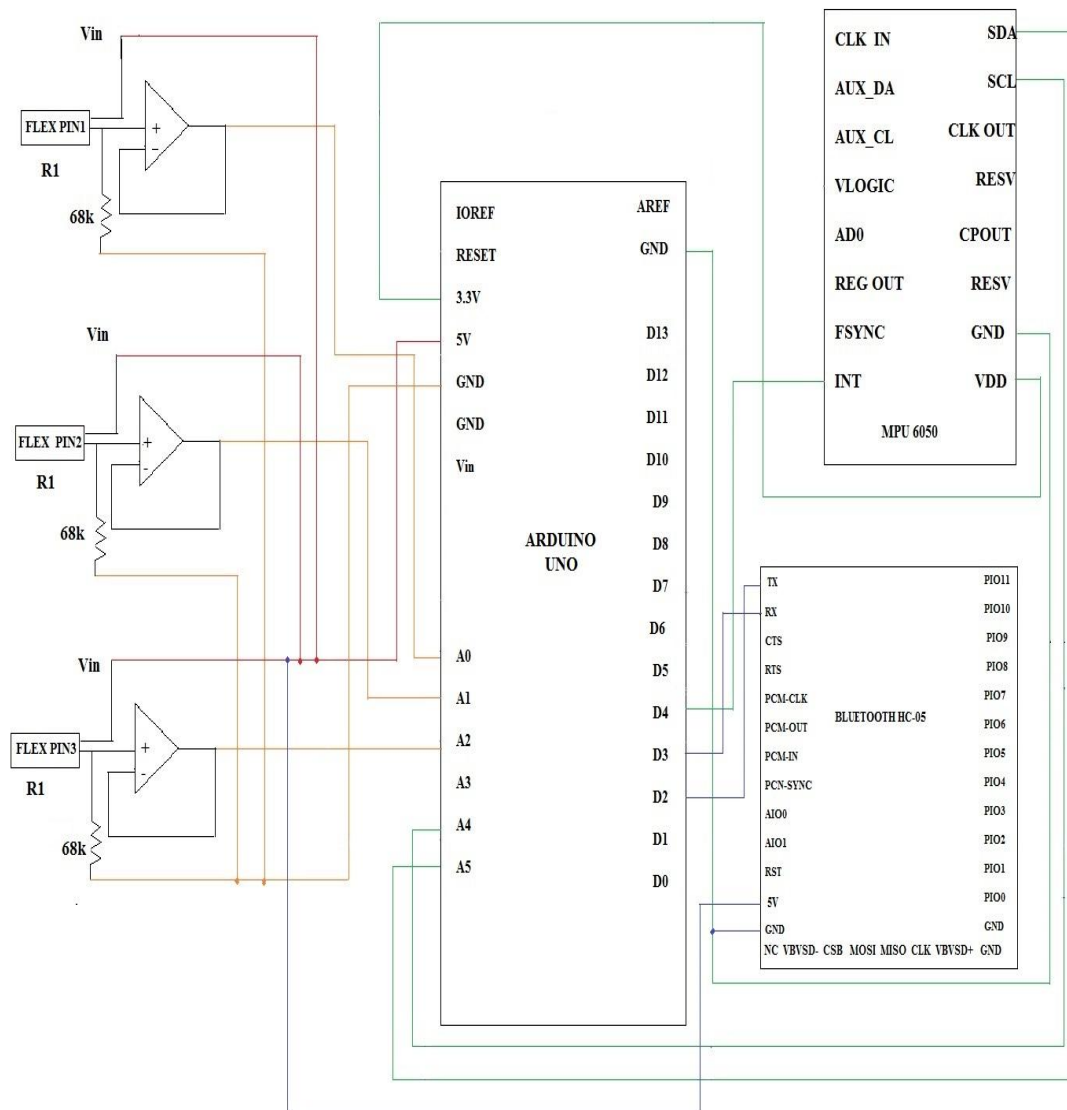 Vin
FLEX PIN1
R1
68k
Vin
FLEX PIN2
R1
68k
Vin
FLEX PIN3
R1
68k
IOREF
RESET
3.3V
5V
GND
GND
Vin
A0
A1
A2
A3
A4
A5
ARDUINO
UNO
AREF
GND
D13
D12
D11
D10
D9
D8
D7
D6
D5
D4
D3
D2
D1
D0
CLK IN
AUX_DA
AUX_CL
VLOGIC
AD0
REG OUT
FSYNC
INT
SDA
SCL
CLK OUT
RESV
CPOUT
RESV
GND
VDD
MPU 6050
TX
RX
CTS
RTS
PCM-CLK
PCM-OUT
PCM-IN
PCN-SYNC
AIO0
AIO1
RST
5V
GND
BLUETOOTH HC-05
PIO11
PIO10
PIO9
PIO8
PIO7
PIO6
PIO5
PIO4
PIO3
PIO2
PIO1
PIO0
GND
NC VBVSD- CSB MOSI MISO CLK VBVSD+ GND